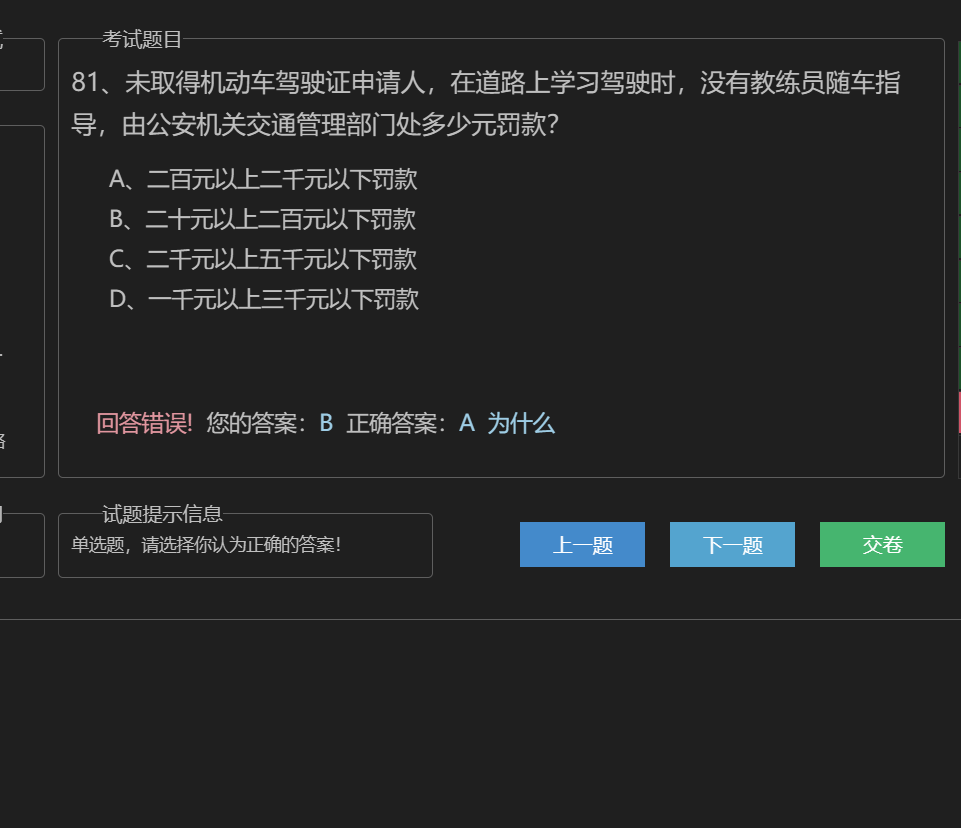 考试题目
81、未取得机动车驾驶证申请人，在道路上学习驾驶时，没有教练员随车指
导，由公安机关交通管理部门处多少元罚款？
A、二百元以上二千元以下罚款
B、二十元以上二百元以下罚款
C、二千元以上五千元以下罚款
D、一千元以上三千元以下罚款
回答错误! 您的答案：B 正确答案：A 为什么
试题提示信息
单选题，请选择你认为正确的答案!
上一题
下一题
交卷